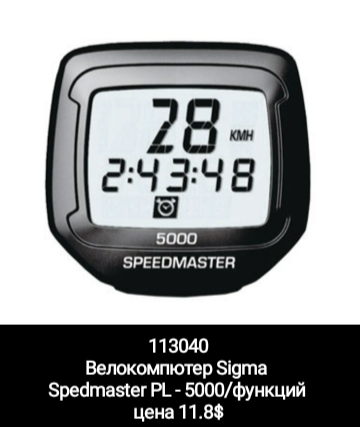 28 KMH
2:43:48
5000
SPEEDMASTER
113040
Велокомпютер Sigma
Spedmaster PL - 5000/функций
цена 11.8$